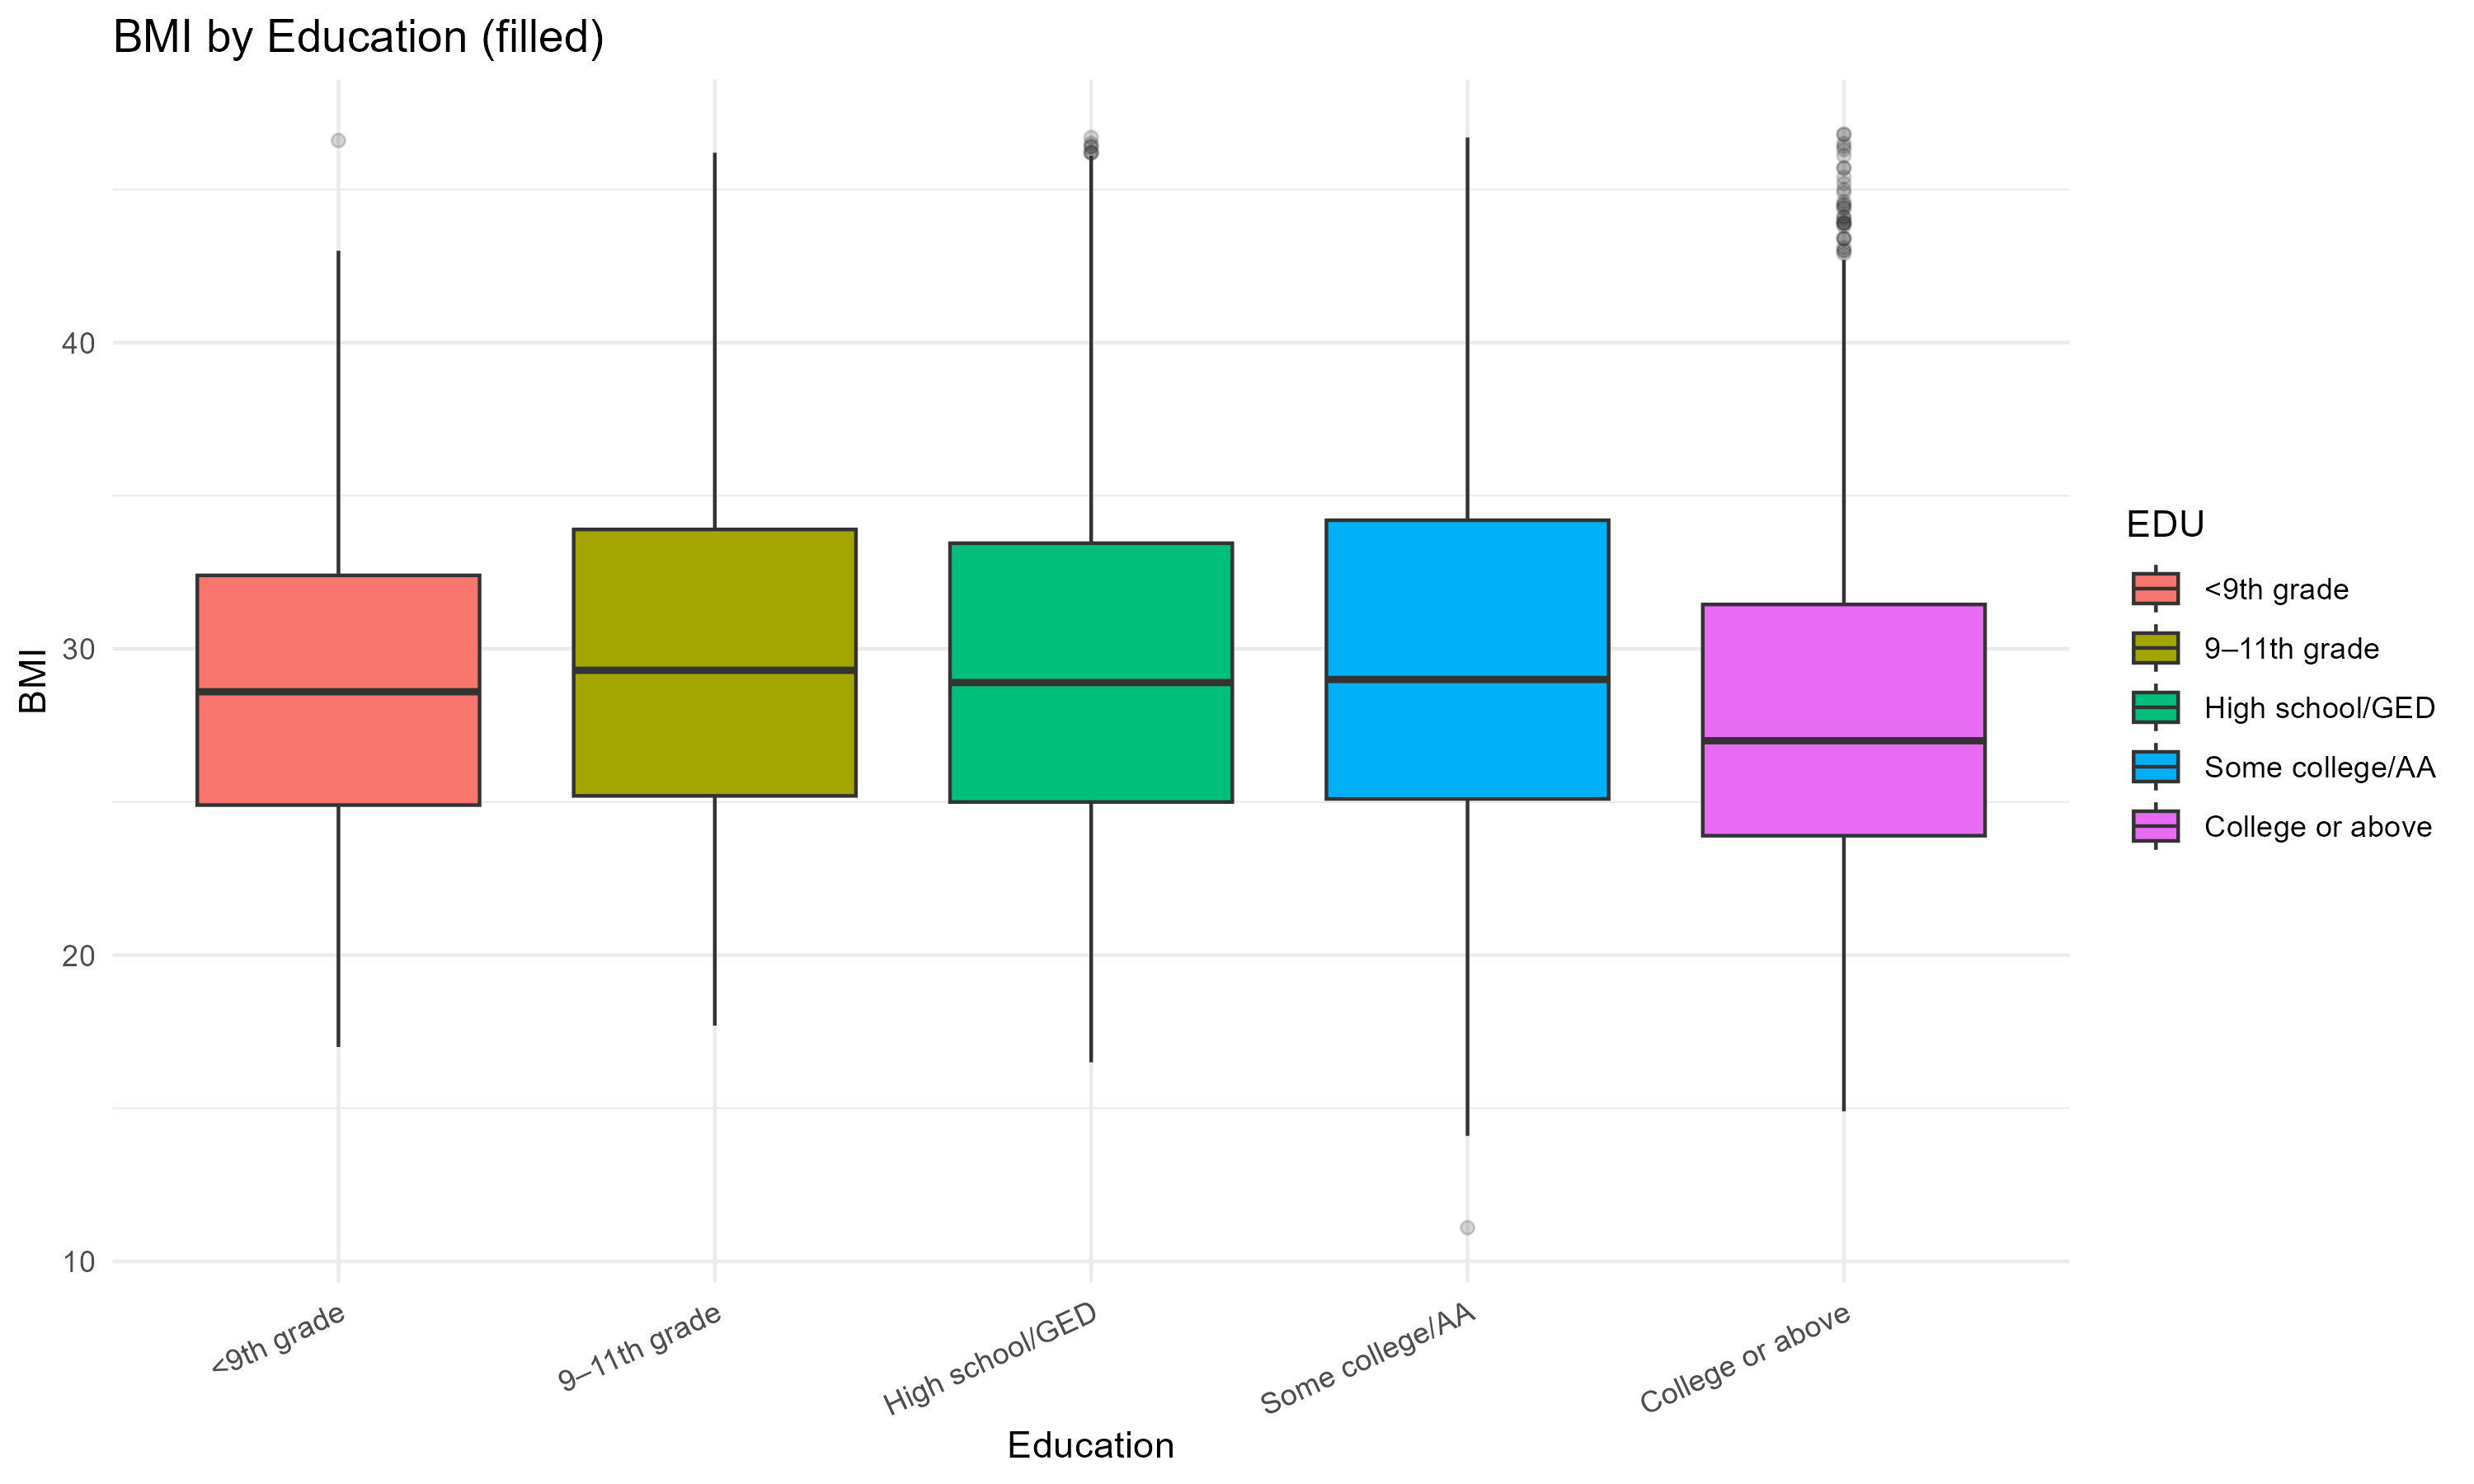 BMI by Education (filled)
BMI
40
30
20
10
<9th grade
9–11th grade
High school/GED
Some college/AA
College or above
Education
EDU
<9th grade
9–11th grade
High school/GED
Some college/AA
College or above